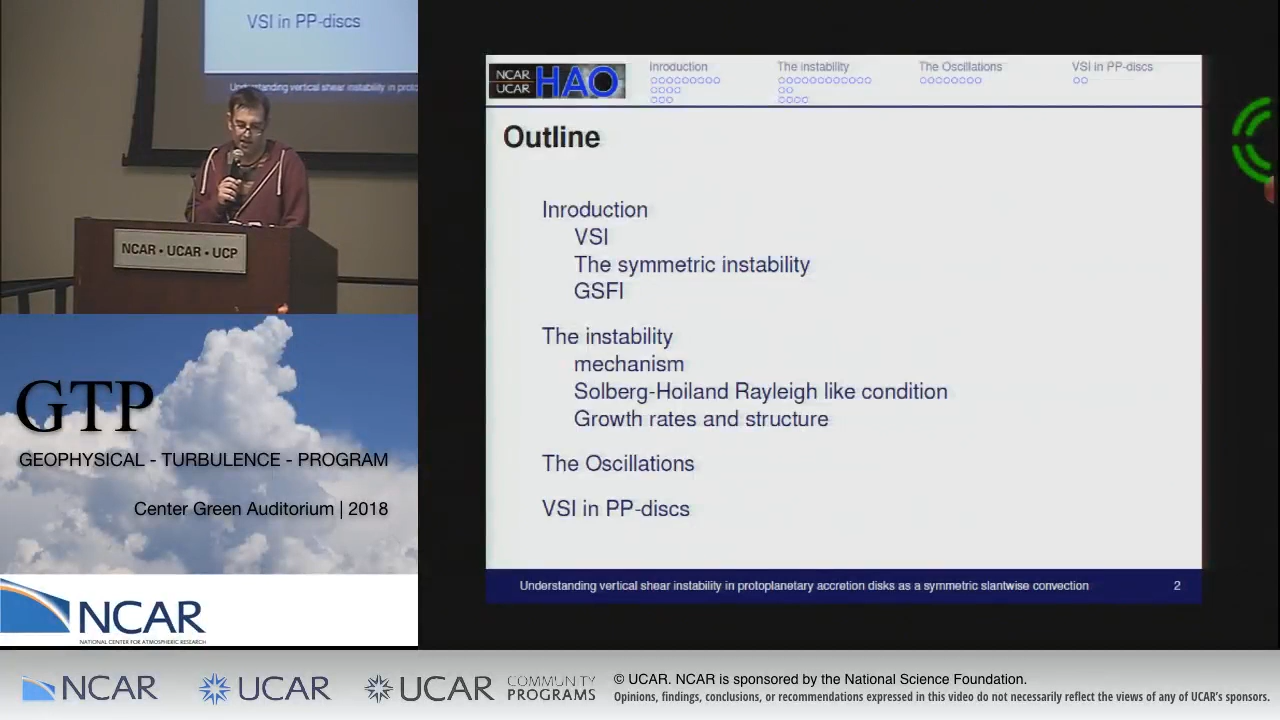 VSI in PP-discs
Understanding vertical shear instability in proto
NCAR • UCAR • UCP
GTP
GEOPHYSICAL - TURBULENCE - PROGRAM
Center Green Auditorium | 2018
NCAR
NATIONAL CENTER FOR ATMOSPHERIC RESEARCH
NCAR
UCAR
HAO
Inroduction
The instability
The Oscillations
VSI in PP-discs
Outline
Inroduction
VSI
The symmetric instability
GSFI
The instability
mechanism
Solberg-Hoiland Rayleigh like condition
Growth rates and structure
The Oscillations
VSI in PP-discs
Understanding vertical shear instability in protoplanetary accretion disks as a symmetric slantwise convection 2
NCAR
UCAR
UCAR
COMMUNITY
PROGRAMS
© UCAR. NCAR is sponsored by the National Science Foundation.
Opinions, findings, conclusions, or recommendations expressed in this video do not necessarily reflect the views of any of UCAR's sponsors.